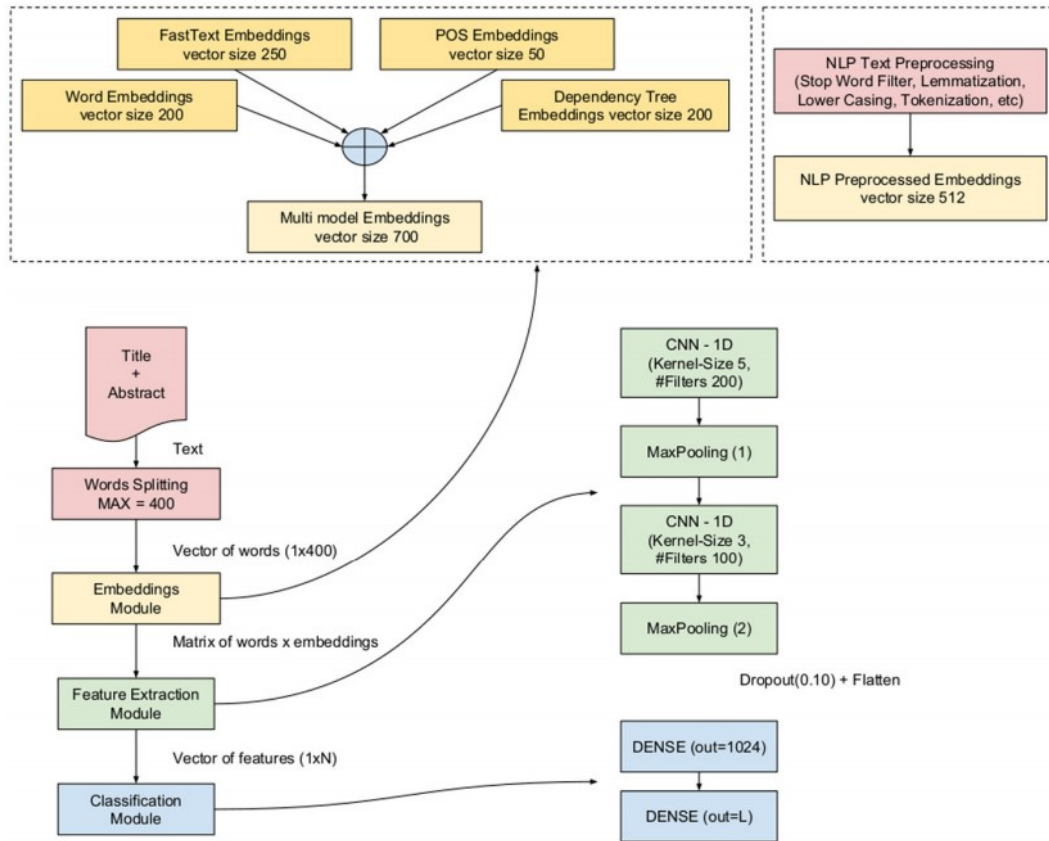 FastText Embeddings
vector size 250
POS Embeddings
vector size 50
Word Embeddings
vector size 200
Dependency Tree
Embeddings vector size 200
Multi model Embeddings
vector size 700
NLP Text Preprocessing
(Stop Word Filter, Lemmatization,
Lower Casing, Tokenization, etc)
NLP Preprocessed Embeddings
vector size 512
Title
+
Abstract
Text
Words Splitting
MAX = 400
Vector of words (1x400)
Embeddings
Module
Matrix of words x embeddings
Feature Extraction
Module
Vector of features (1xN)
Classification
Module
CNN - 1D
(Kernel-Size 5,
#Filters 200)
MaxPooling (1)
CNN - 1D
(Kernel-Size 3,
#Filters 100)
MaxPooling (2)
Dropout(0.10) + Flatten
DENSE (out=1024)
DENSE (out=L)